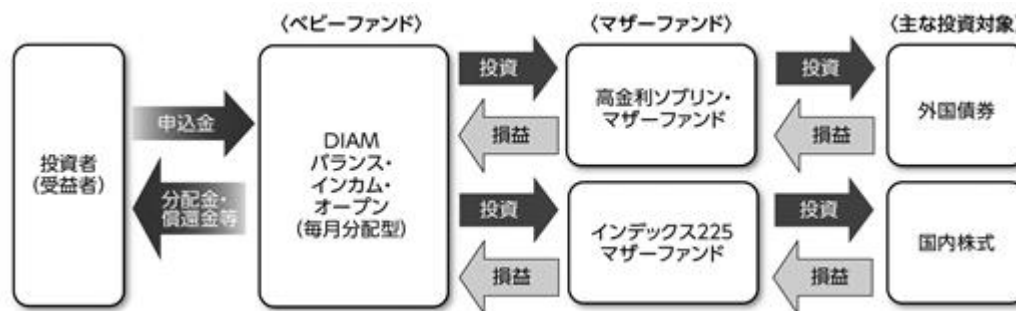 〈ベビーファンド〉
〈マザーファンド〉
〈主な投資対象〉
投資者
(受益者)
申込金
分配金・
償還金等
DIAM
バランス・
インカム・
オープン
(毎月分配型)
投資
損益
高金利ソブリン・
マザーファンド
投資
損益
外国債券
投資
損益
インデックス225
マザーファンド
投資
損益
国内株式